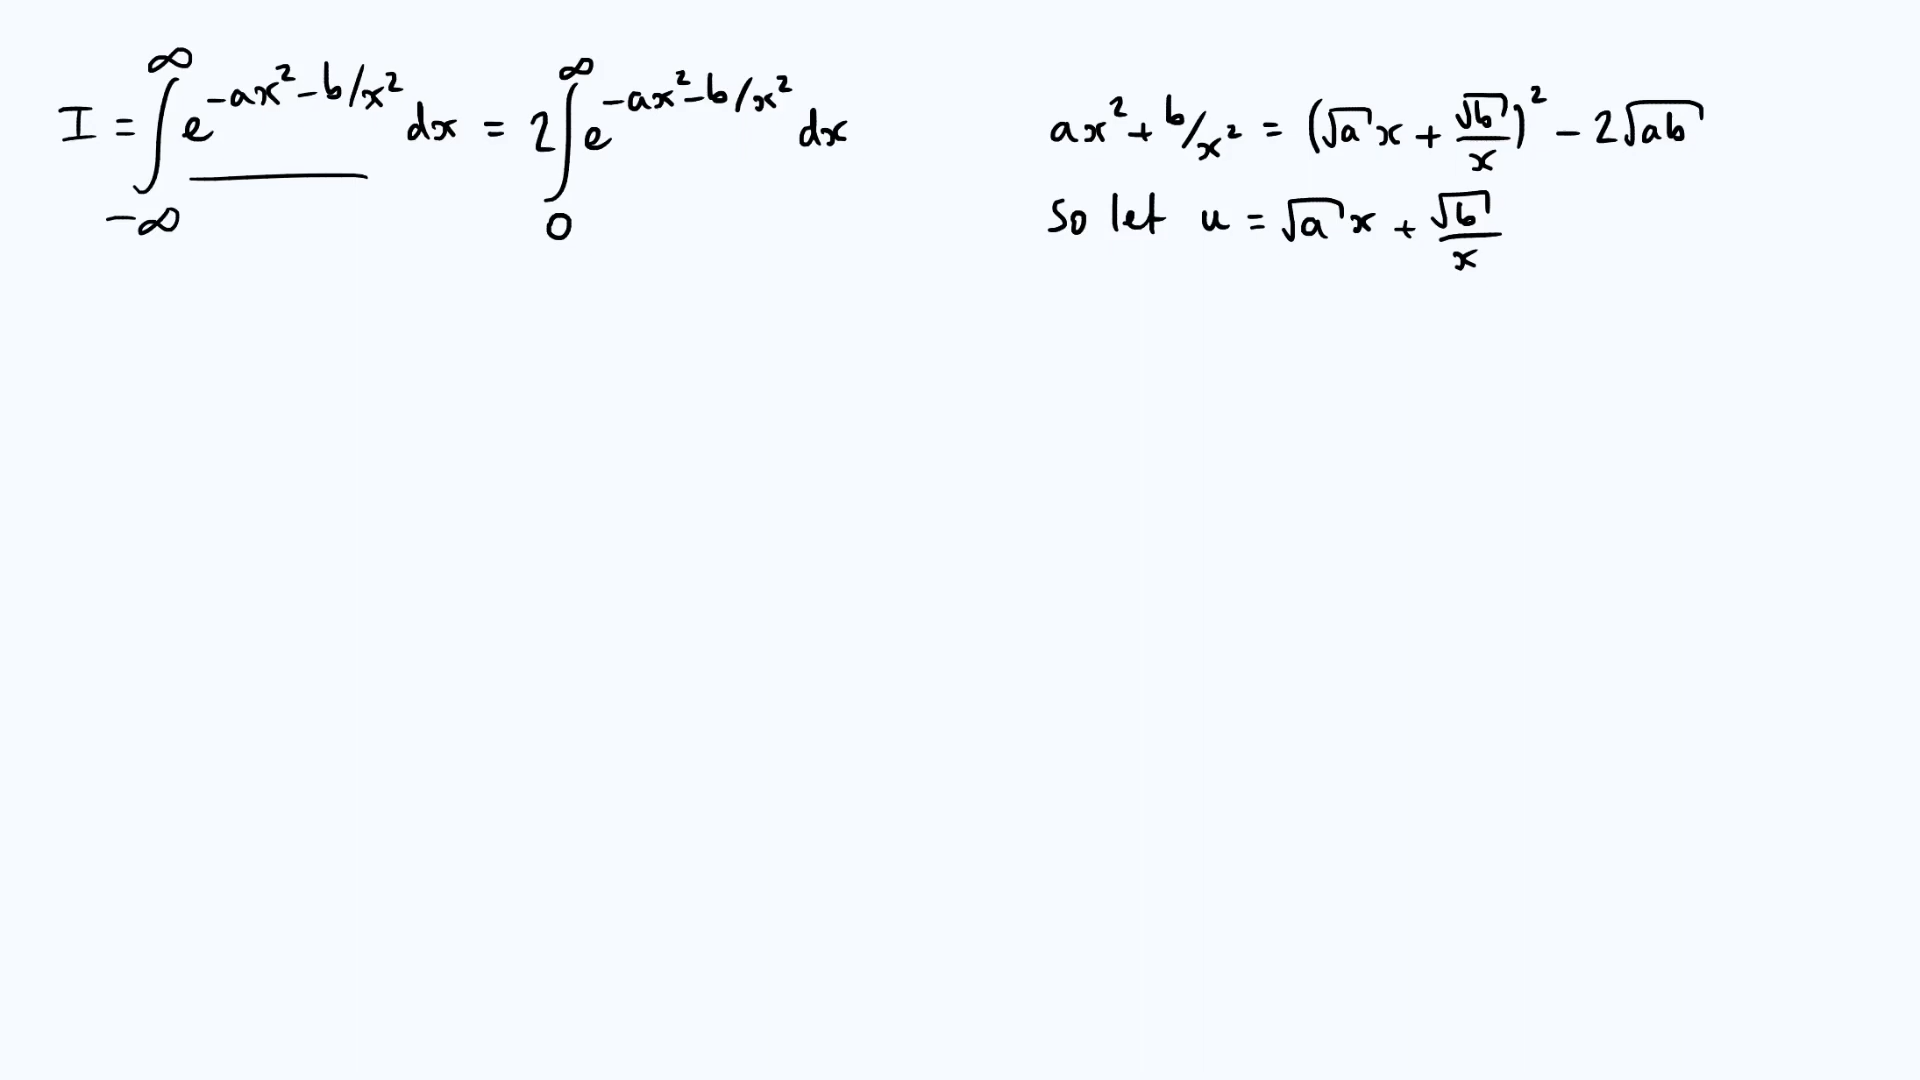 I = ∫_{-∞}^{∞} e^{-ax²-b/x²} dx = 2∫_{0}^{∞} e^{-ax²-b/x²} dx
ax² + b/x² = (√a x + √b/x)² - 2√ab
So let u = √a x + √b/x